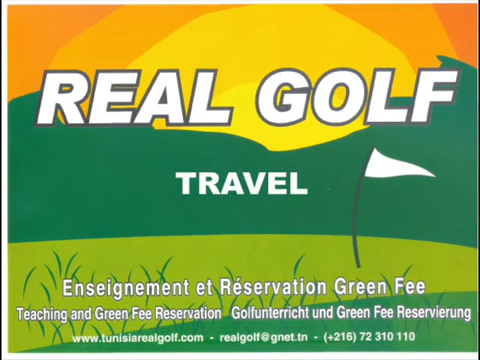 REAL GOLF
TRAVEL
Enseignement et Réservation Green Fee
Teaching and Green Fee Reservation Golfunterricht und Green Fee Reservierung
www.tunisiarealgolf.com - realgolf@gnet.tn - (+216) 72 310 110